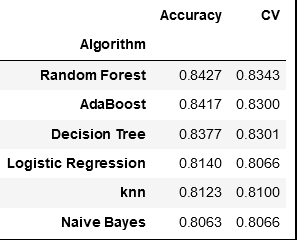 Accuracy CV
Algorithm
Random Forest 0.8427 0.8343
AdaBoost 0.8417 0.8300
Decision Tree 0.8377 0.8301
Logistic Regression 0.8140 0.8066
knn 0.8123 0.8100
Naive Bayes 0.8063 0.8066